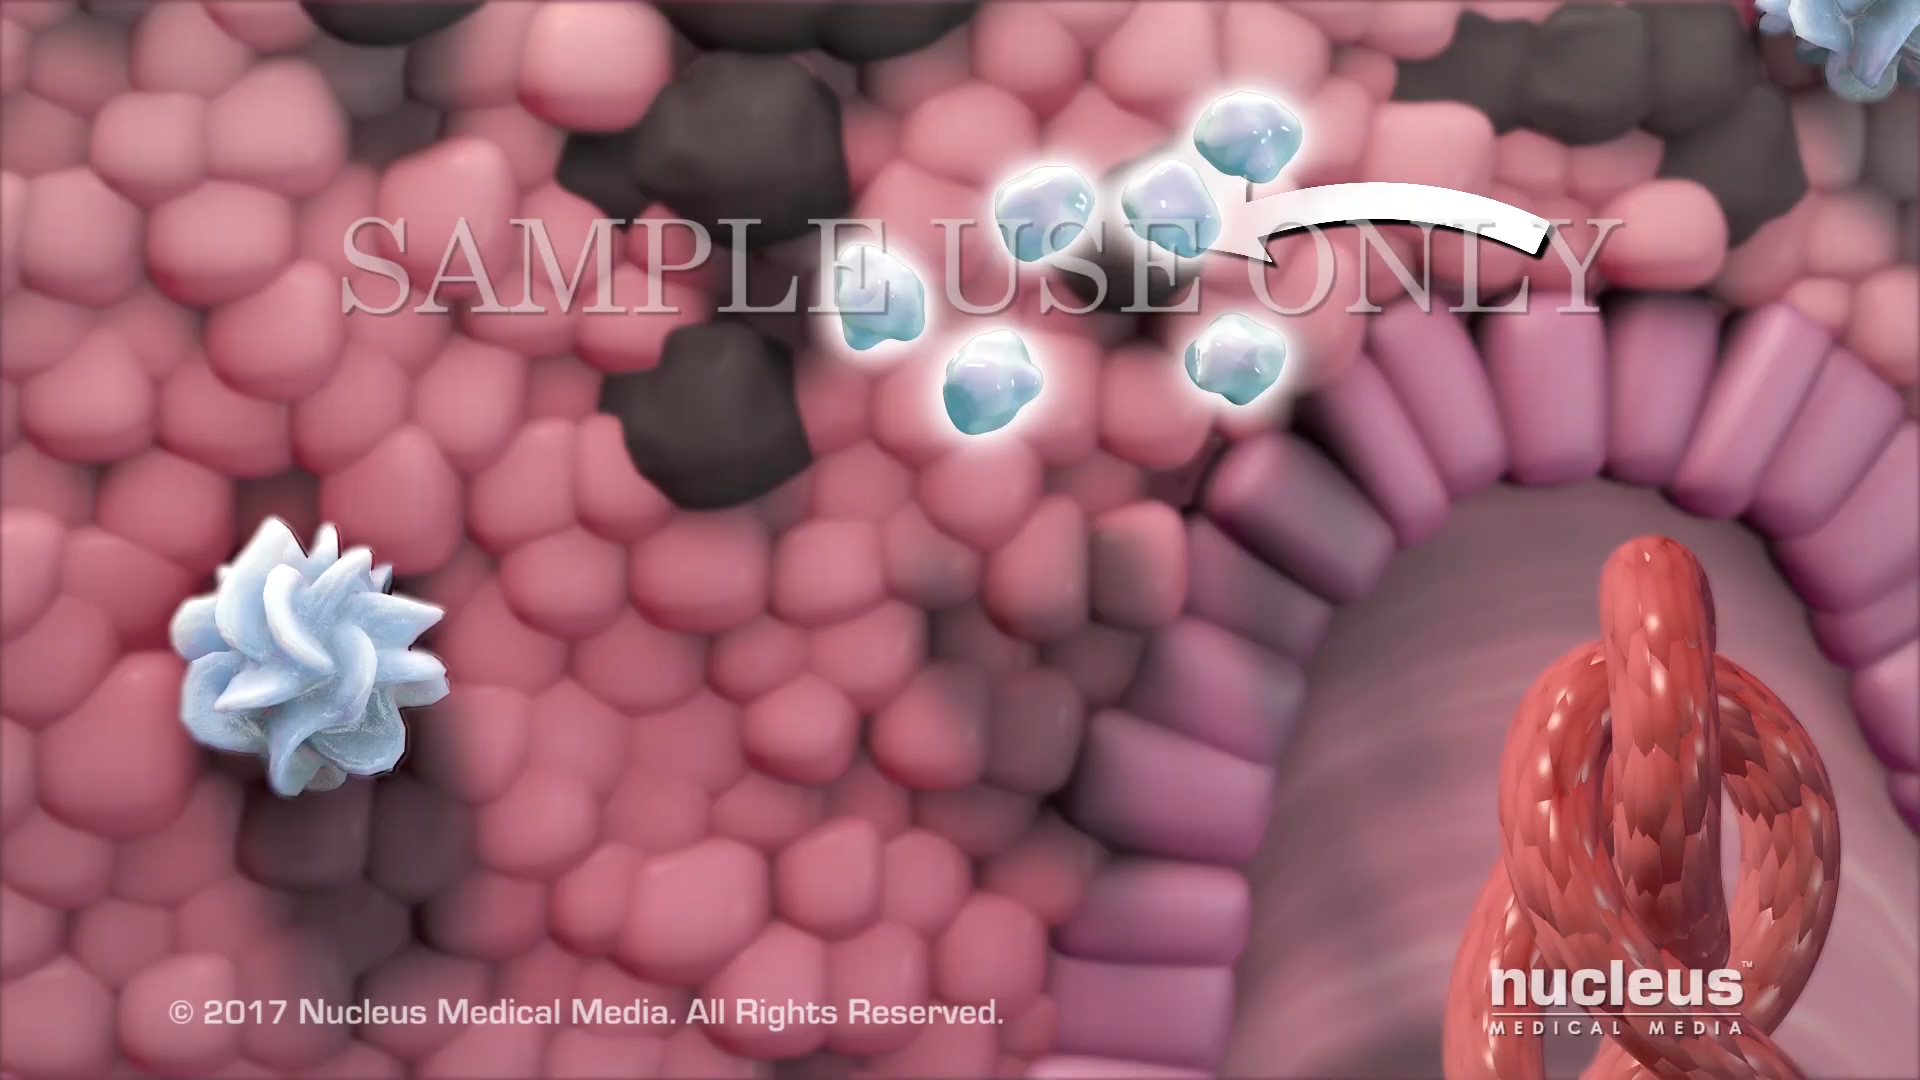 SAMPLE USE ONLY
© 2017 Nucleus Medical Media. All Rights Reserved.
nucleus™
MEDICAL MEDIA